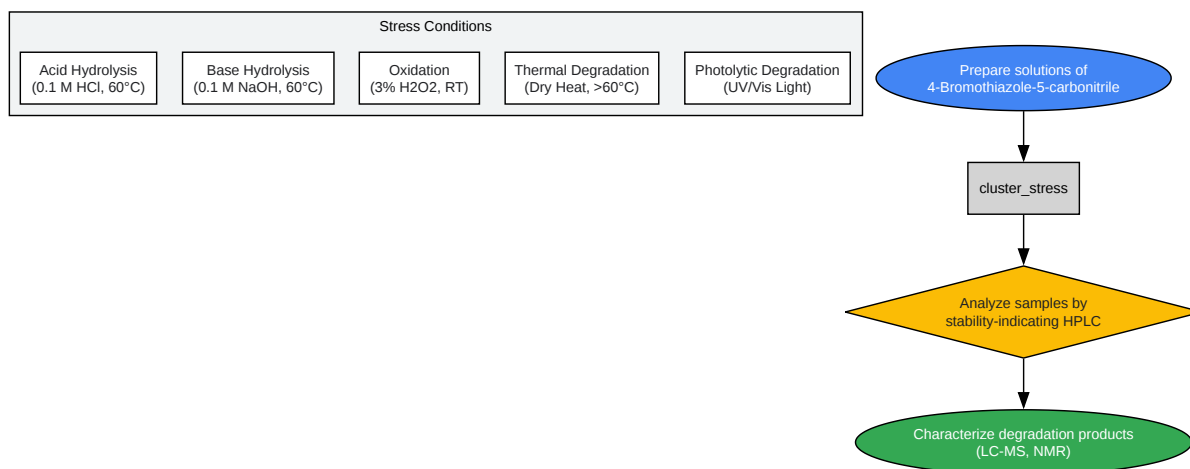 Stress Conditions
Acid Hydrolysis
(0.1 M HCl, 60°C)
Base Hydrolysis
(0.1 M NaOH, 60°C)
Oxidation
(3% H2O2, RT)
Thermal Degradation
(Dry Heat, >60°C)
Photolytic Degradation
(UV/Vis Light)
Prepare solutions of
4-Bromothiazole-5-carbonitrile
cluster_stress
Analyze samples by
stability-indicating HPLC
Characterize degradation products
(LC-MS, NMR)